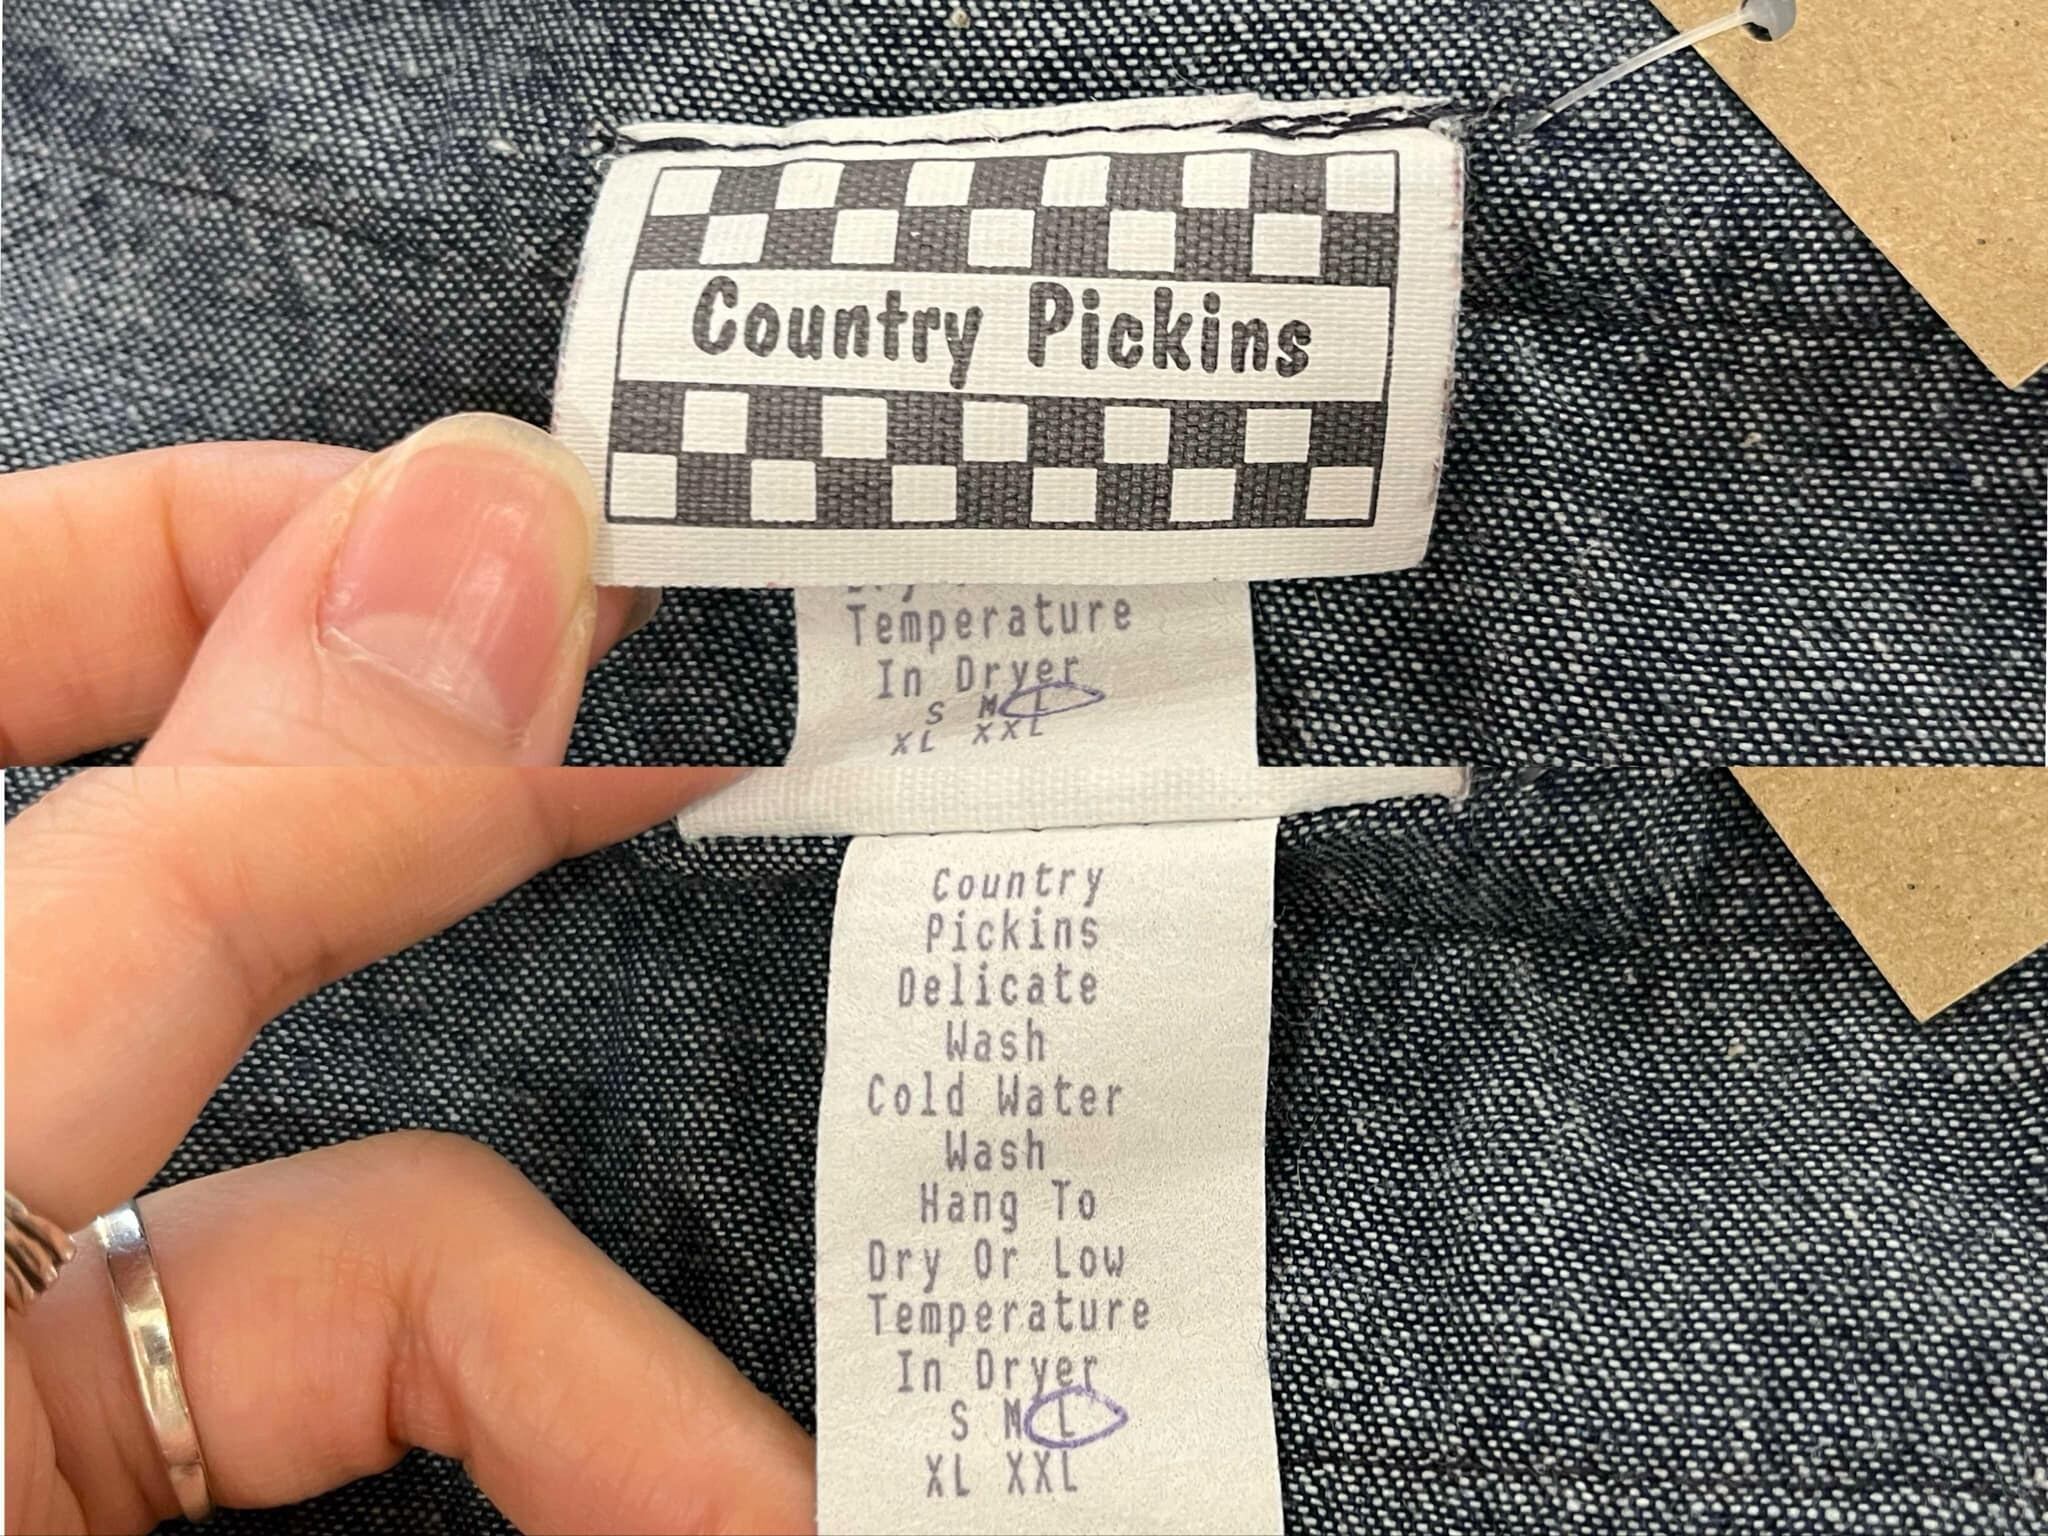 Country Pickins
Temperature
In Dryer
S M L
XL XXL
Country
Pickins
Delicate
Wash
Cold Water
Wash
Hang To
Dry Or Low
Temperature
In Dryer
S M L
XL XXL